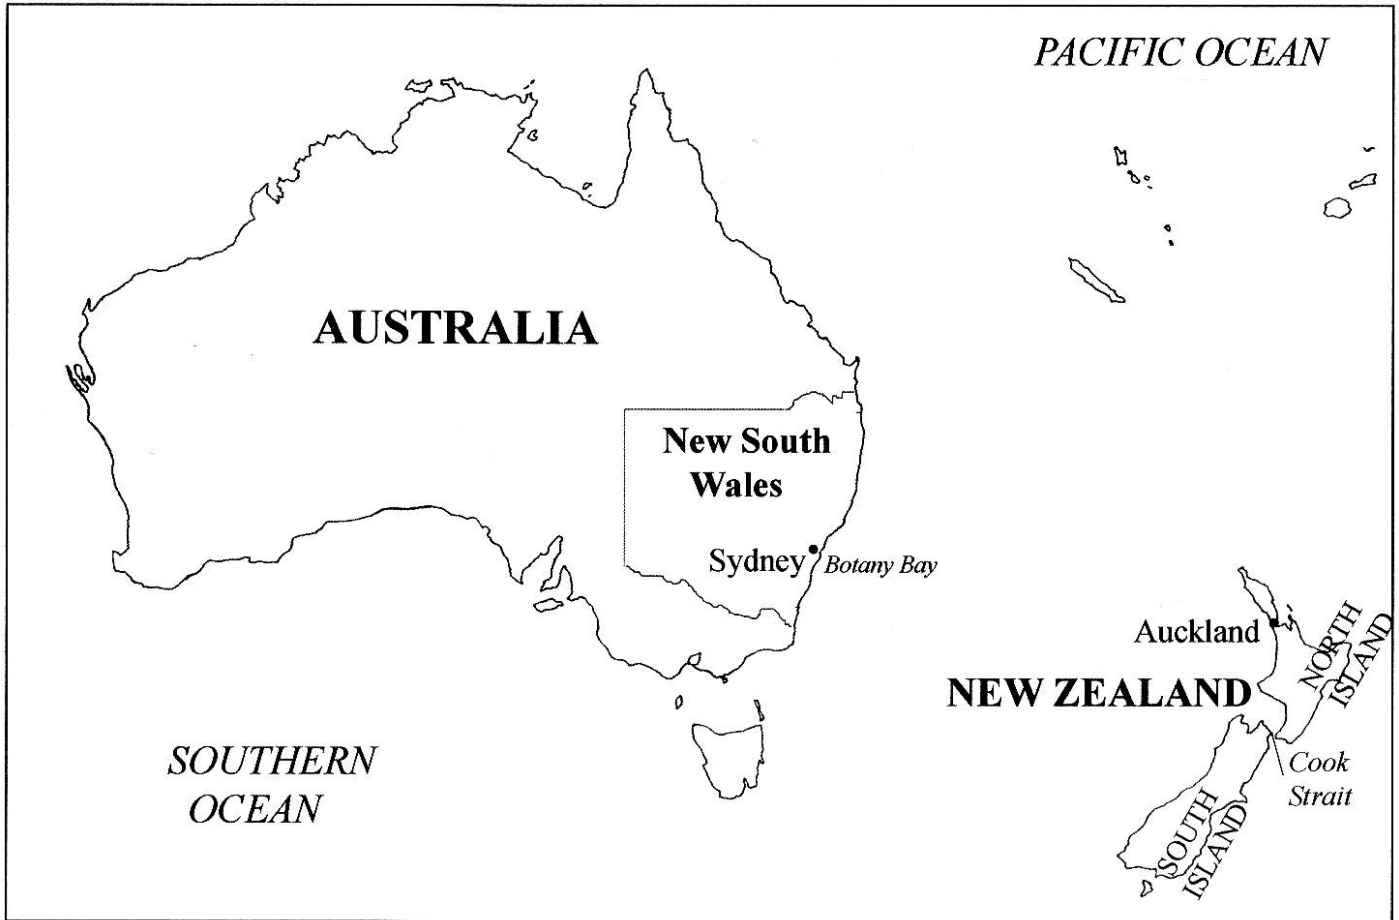 PACIFIC OCEAN
AUSTRALIA
New South
Wales
Sydney
Botany Bay
Auckland
NORTH
ISLAND
NEW ZEALAND
SOUTHERN
OCEAN
Cook
Strait
SOUTH
ISLAND